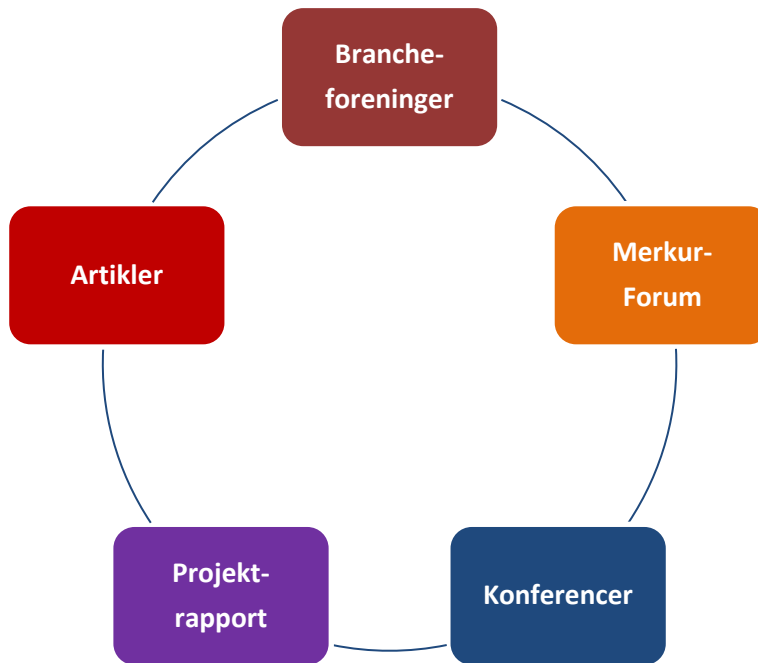 Branche-
foreninger
Merkur-
Forum
Konferencer
Projekt-
rapport
Artikler